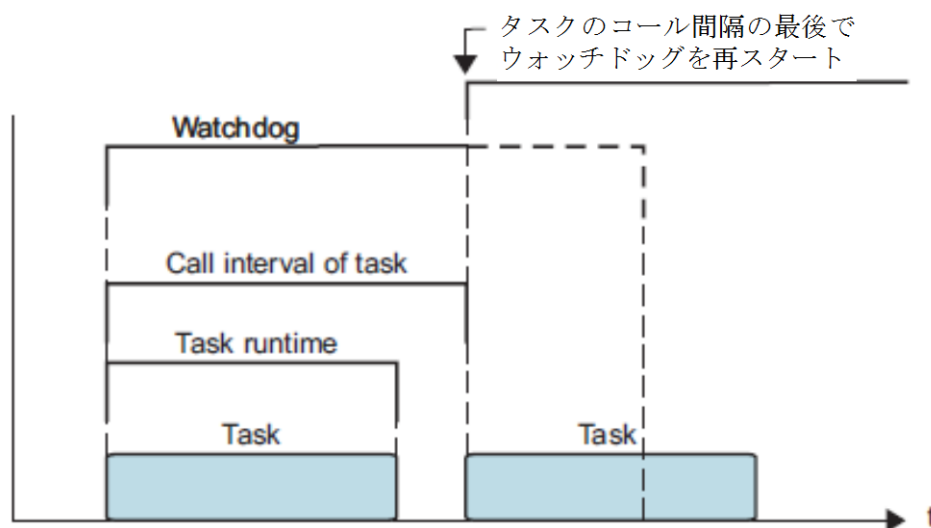 タスクのコール間隔の最後で
ウォッチドッグを再スタート
Watchdog
Call interval of task
Task runtime
Task
Task
t